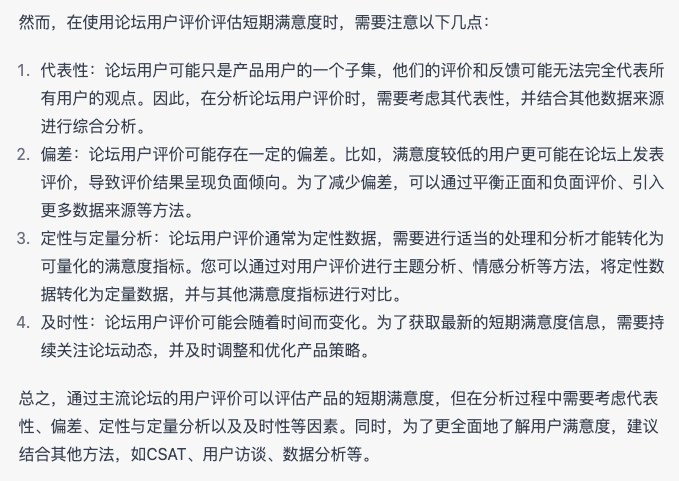 然而，在使用论坛用户评价评估短期满意度时，需要注意以下几点：
1. 代表性：论坛用户可能只是产品用户的一个子集，他们的评价和反馈可能无法完全代表所
有用户的观点。因此，在分析论坛用户评价时，需要考虑其代表性，并结合其他数据来源
进行综合分析。
2. 偏差：论坛用户评价可能存在一定的偏差。比如，满意度较低的用户更可能在论坛上发表
评价，导致评价结果呈现负面倾向。为了减少偏差，可以通过平衡正面和负面评价、引入
更多数据来源等方法。
3. 定性与定量分析：论坛用户评价通常为定性数据，需要进行适当的处理和分析才能转化为
可量化的满意度指标。您可以通过对用户评价进行主题分析、情感分析等方法，将定性数
据转化为定量数据，并与其他满意度指标进行对比。
4. 及时性：论坛用户评价可能会随着时间而变化。为了获取最新的短期满意度信息，需要持
续关注论坛动态，并及时调整和优化产品策略。
总之，通过主流论坛的用户评价可以评估产品的短期满意度，但在分析过程中需要考虑代表
性、偏差、定性与定量分析以及及时性等因素。同时，为了更全面地了解用户满意度，建议
结合其他方法，如CSAT、用户访谈、数据分析等。